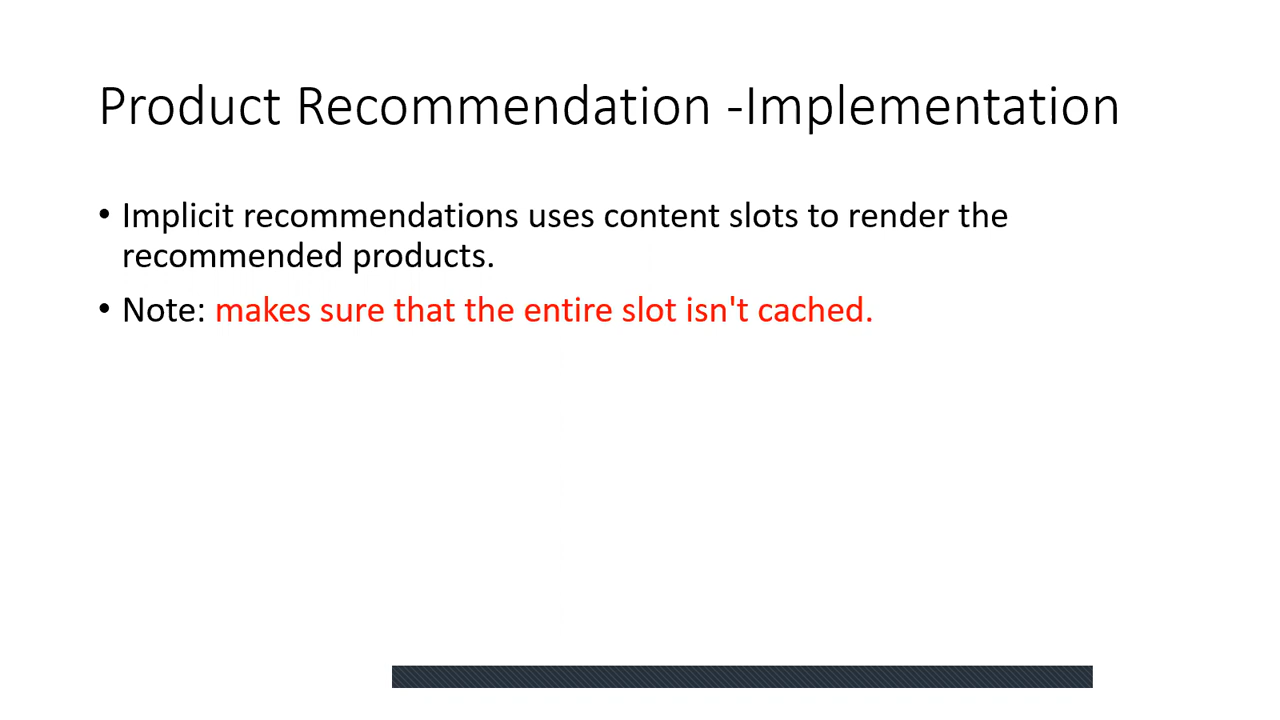 Product Recommendation -Implementation
• Implicit recommendations uses content slots to render the
recommended products.
• Note: makes sure that the entire slot isn't cached.